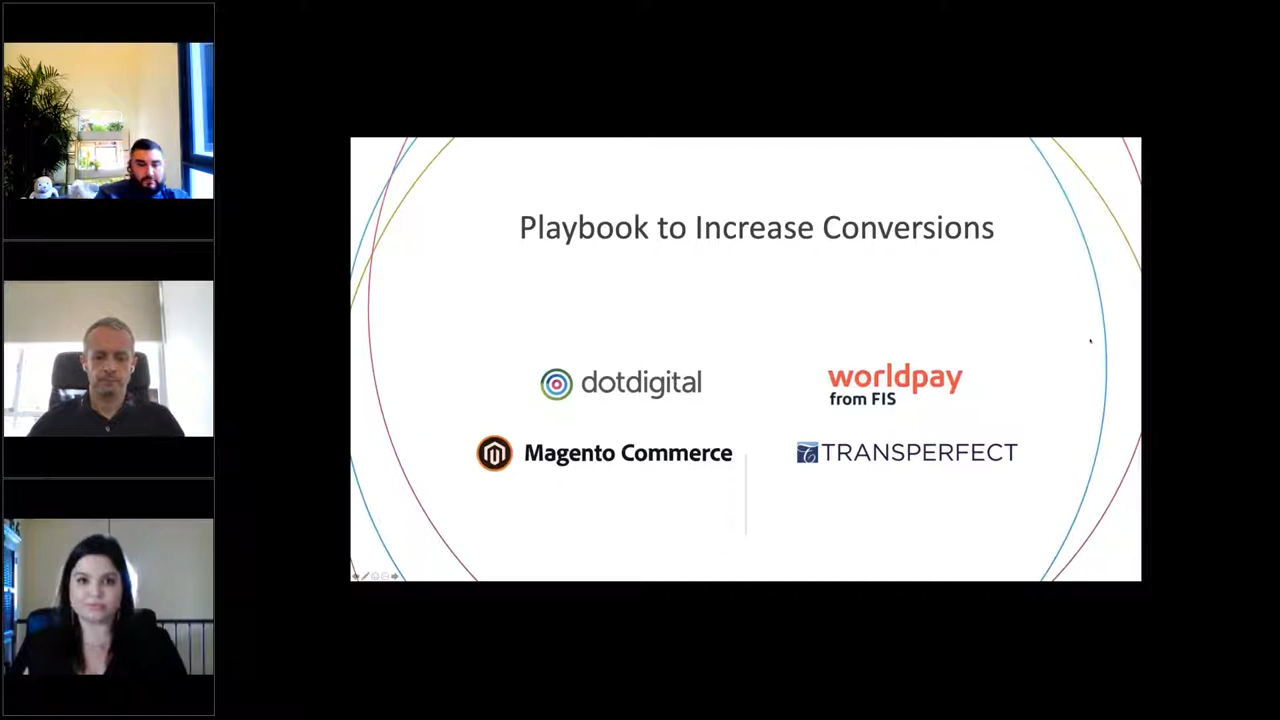 Playbook to Increase Conversions
dotdigital
worldpay
from FIS
Magento Commerce
TRANSPERFECT